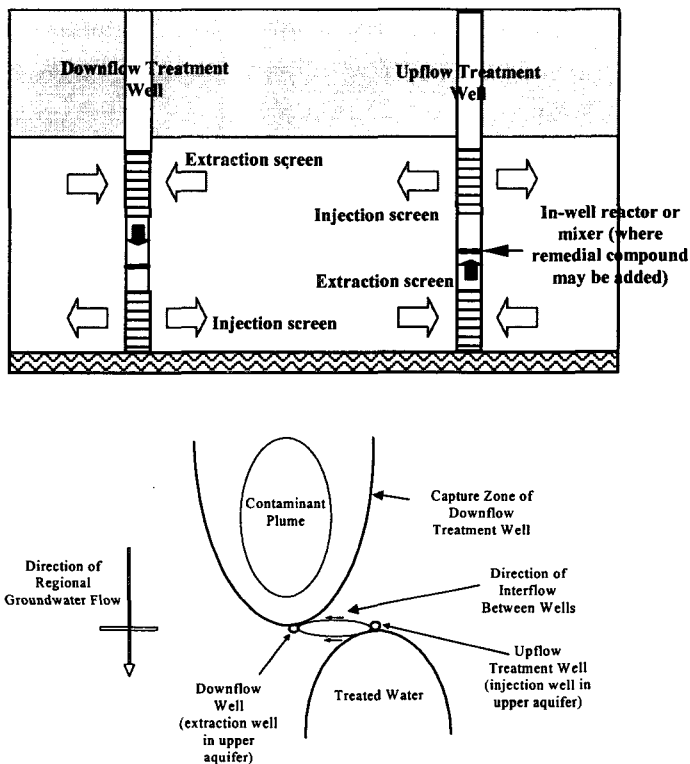 Downflow Treatment
Well
Upflow Treatment
Well
Extraction screen
Injection screen
In-well reactor or
mixer (where
remedial compound
may be added)
Extraction screen
Injection screen
Contaminant
Plume
Capture Zone of
Downflow
Treatment Well
Direction of
Regional
Groundwater Flow
Direction of
Interflow
Between Wells
Downflow
Well
(extraction well
in upper
aquifer)
Treated Water
Upflow
Treatment Well
(injection well in
upper aquifer)